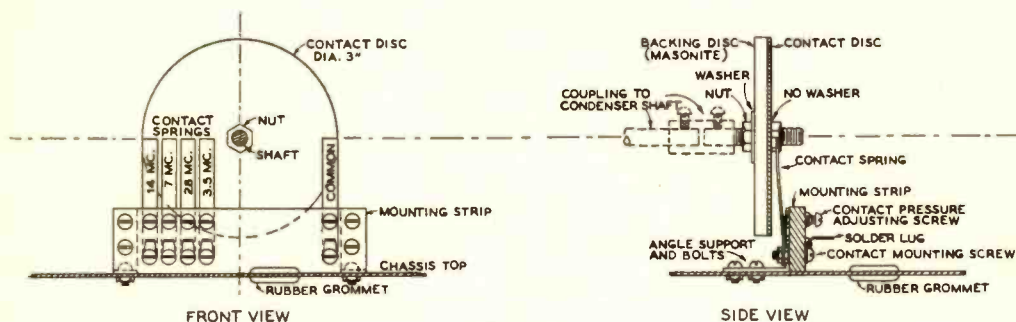 CONTACT DISC
DIA. 3"
CONTACT
SPRINGS
NUT
SHAFT
14 MC.
7 MC.
28 MC.
3.5 MC.
COMMON
MOUNTING STRIP
CHASSIS TOP
RUBBER GROMMET
FRONT VIEW
BACKING DISC
(MASONITE)
CONTACT DISC
WASHER
NUT
NO WASHER
COUPLING TO
CONDENSER SHAFT
CONTACT SPRING
MOUNTING STRIP
CONTACT PRESSURE
ADJUSTING SCREW
SOLDER LUG
ANGLE SUPPORT
AND BOLTS
CONTACT MOUNTING SCREW
RUBBER GROMMET
SIDE VIEW